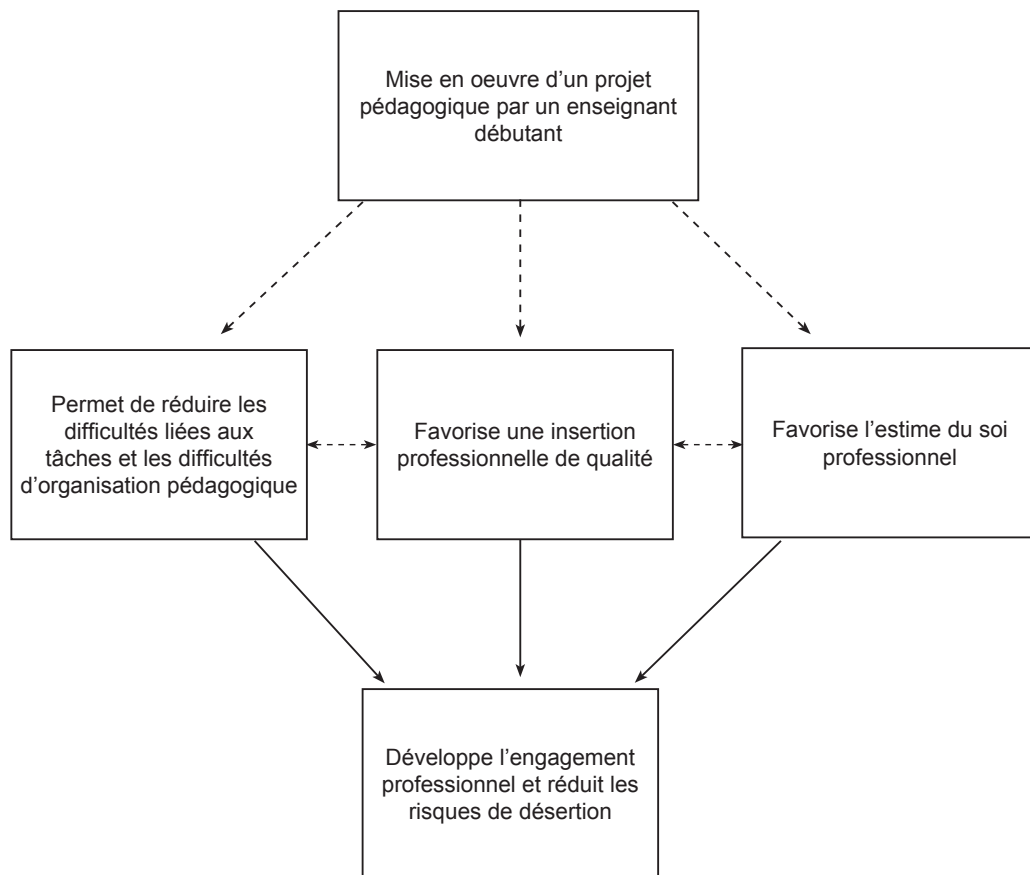 Mise en oeuvre d’un projet
pédagogique par un enseignant
débutant
Permet de réduire les
difficultés liées aux
tâches et les difficultés
d’organisation pédagogique
Favorise une insertion
professionnelle de qualité
Favorise l’estime du soi
professionnel
Développe l’engagement
professionnel et réduit les
risques de désertion